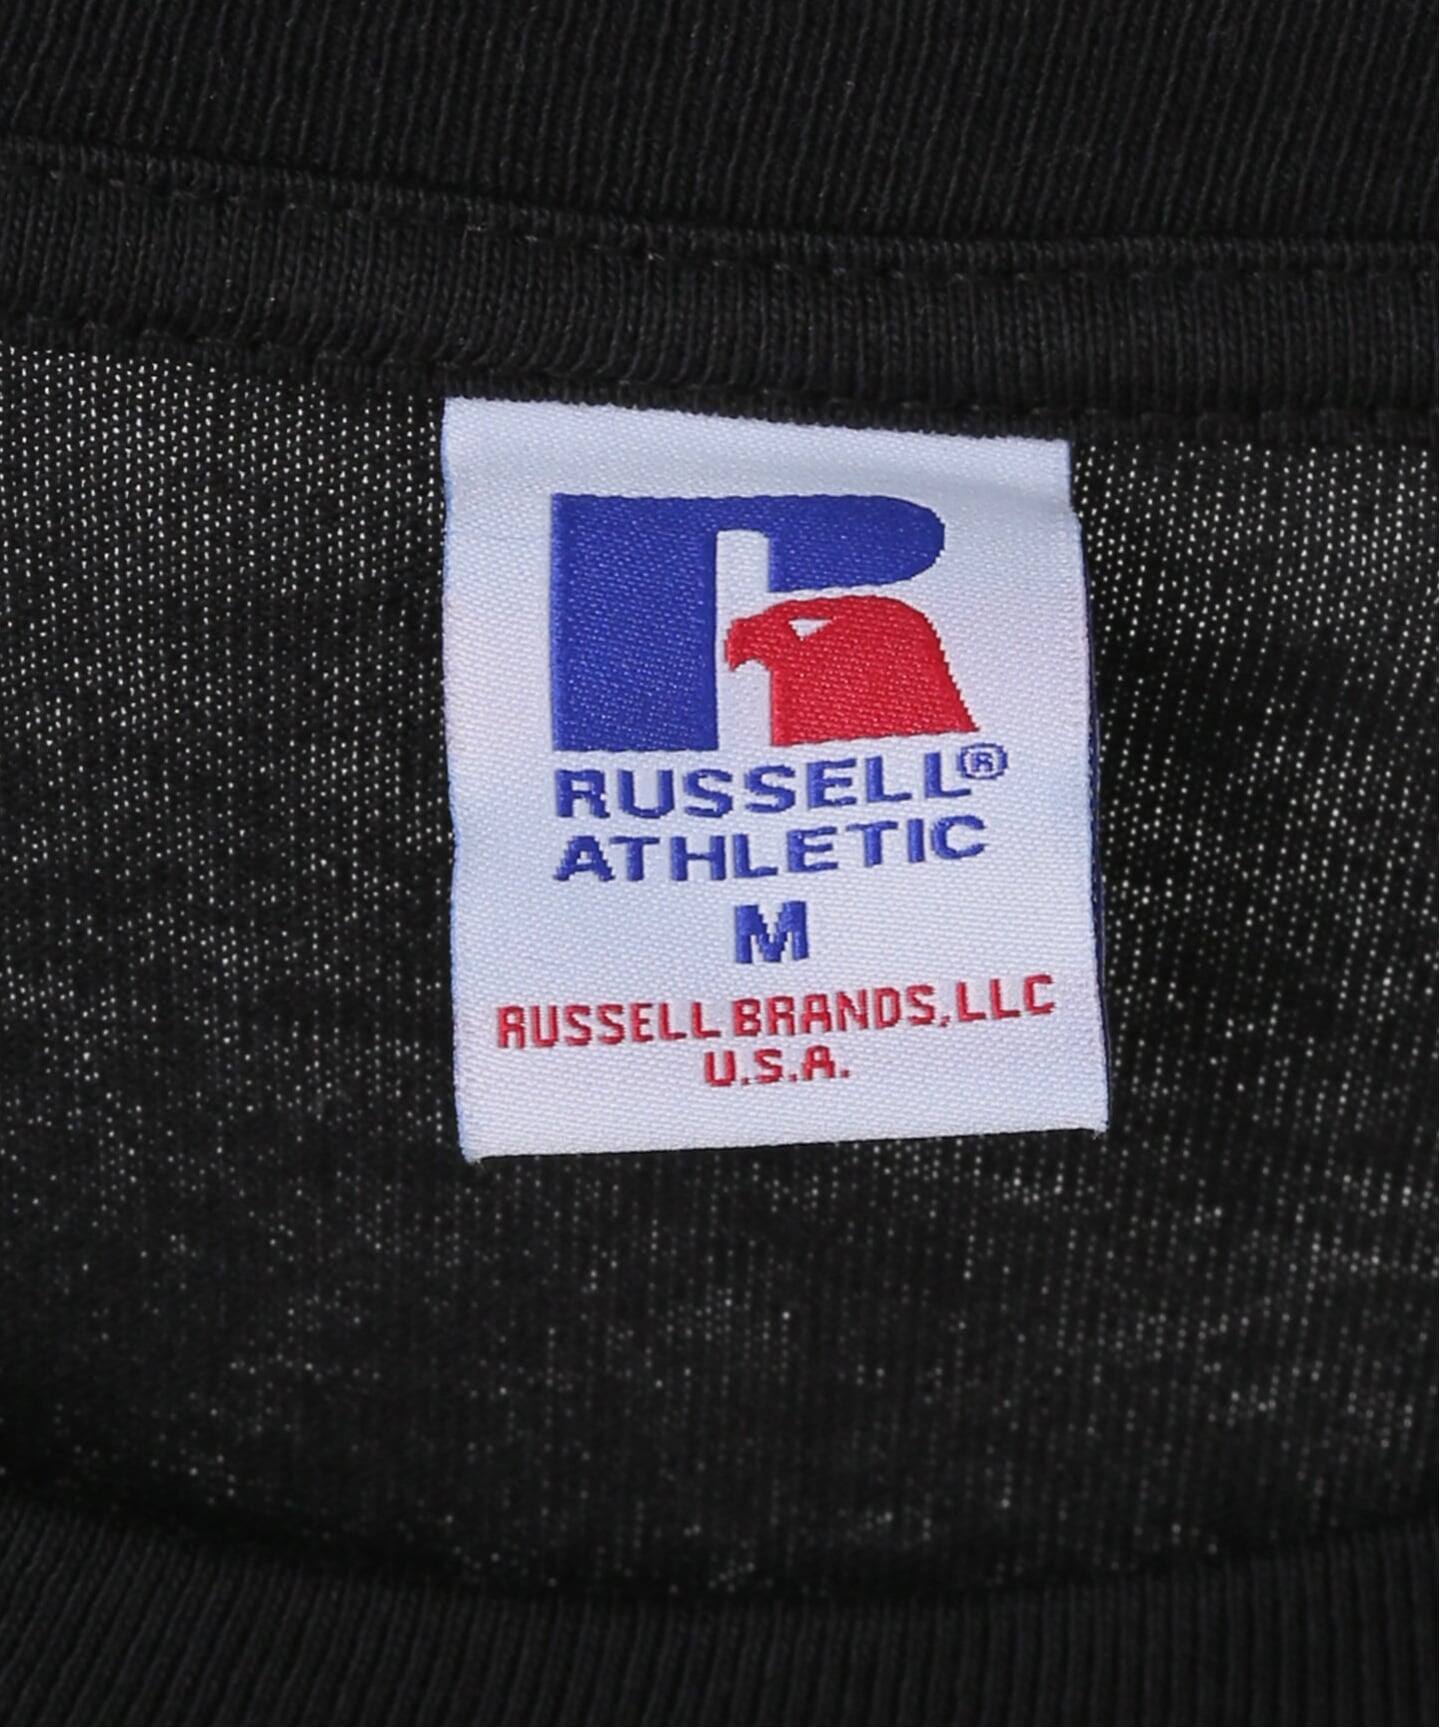 RUSSELL®
ATHLETIC
M
RUSSELL BRANDS, LLC
U.S.A.